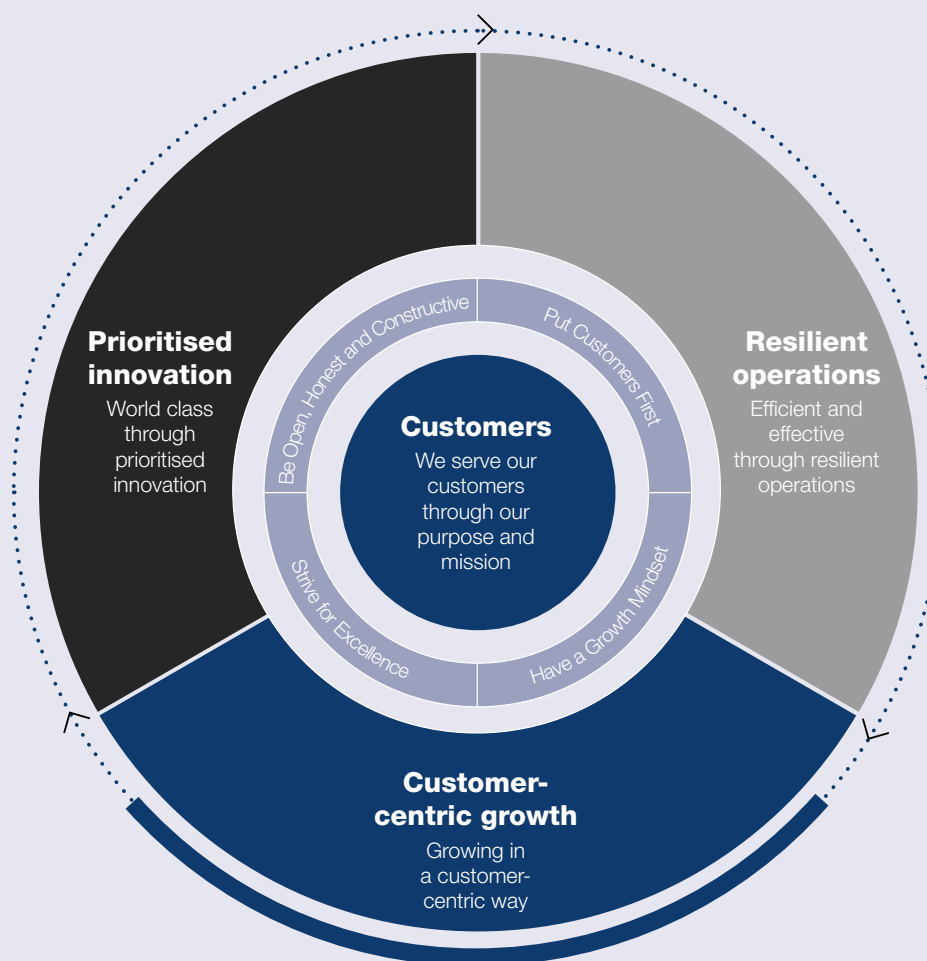 Prioritised
innovation
World class
through
prioritised
innovation
Resilient
operations
Efficient and
effective
through resilient
operations
Be Open, Honest and Constructive
Put Customers First
Strive for Excellence
Have a Growth Mindset
Customers
We serve our
customers
through our
purpose and
mission
Customer-
centric growth
Growing in
a customer-
centric way